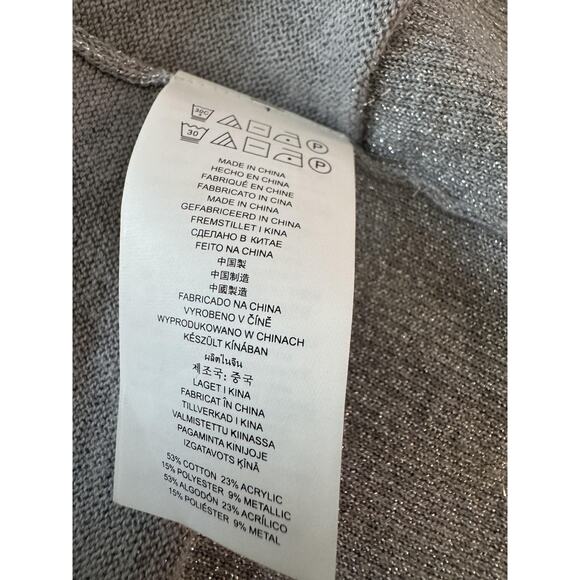 30C P
30 P
MADE IN CHINA
HECHO EN CHINA
FABRIQUÉ EN CHINE
FABBRICATO IN CINA
MADE IN CHINA
GEFABRICEERD IN CHINA
FREMSTILLET I KINA
СДЕЛАНО В КИТАЕ
FEITO NA CHINA
中国製
中国制造
中國製造
FABRICADO NA CHINA
VYROBENO V ČÍNĚ
WYPRODUKOWANO W CHINACH
KÉSZÜLT KÍNÁBAN
ผลิตในจีน
제조국: 중국
LAGET I KINA
FABRICAT ÎN CHINA
TILLVERKAD I KINA
VALMISTETTU KIINASSA
PAGAMINTA KINIJOJE
IZGATAVOTS ĶĪNĀ
53% COTTON 23% ACRYLIC
15% POLYESTER 9% METALLIC
53% ALGODÓN 23% ACRÍLICO
15% POLIÉSTER 9% METAL